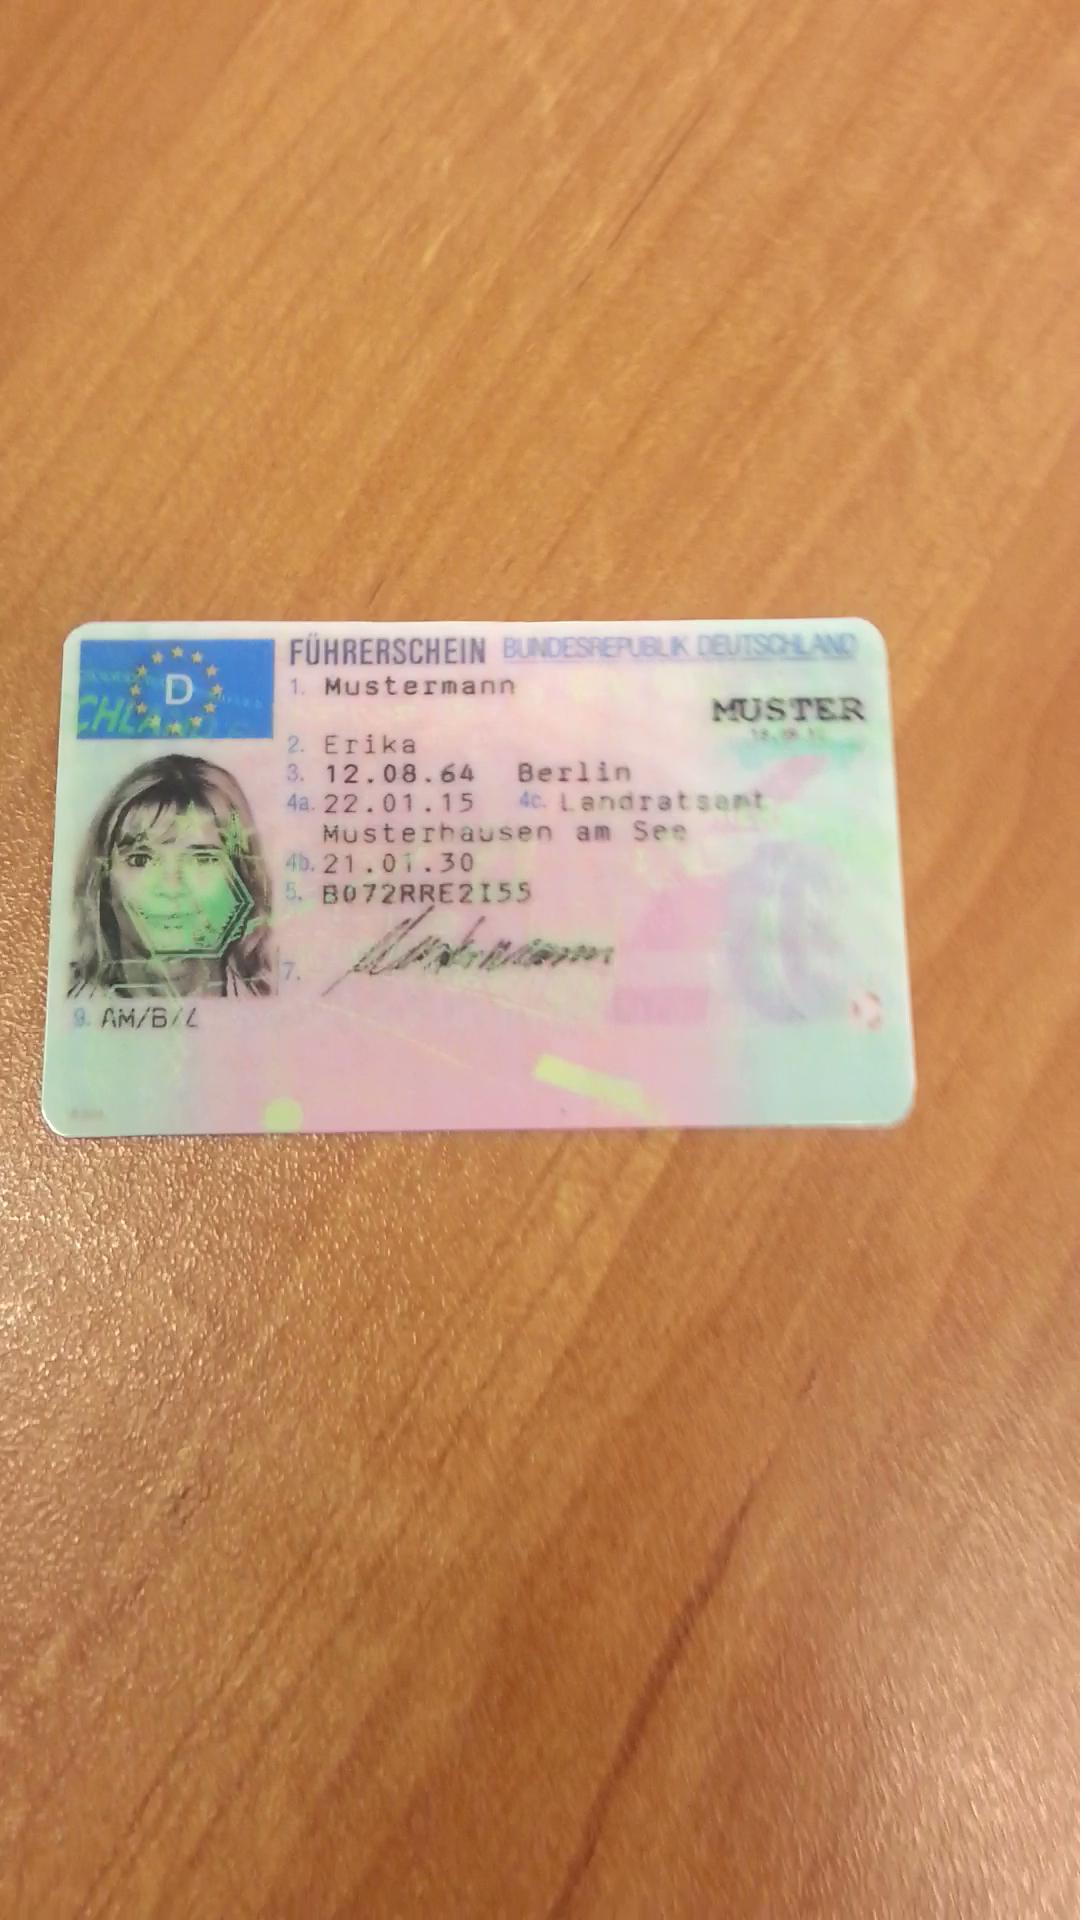 FÜHRERSCHEIN BUNDESREPUBLIK DEUTSCHLAND
D
1. Mustermann
MUSTER
2. Erika
3. 12.08.64 Berlin
4a. 22.01.15 4c. Landratsamt
Musterhausen am See
4b. 21.01.30
5. B072RRE2I55
7. Mustermann
9. AM/B/L